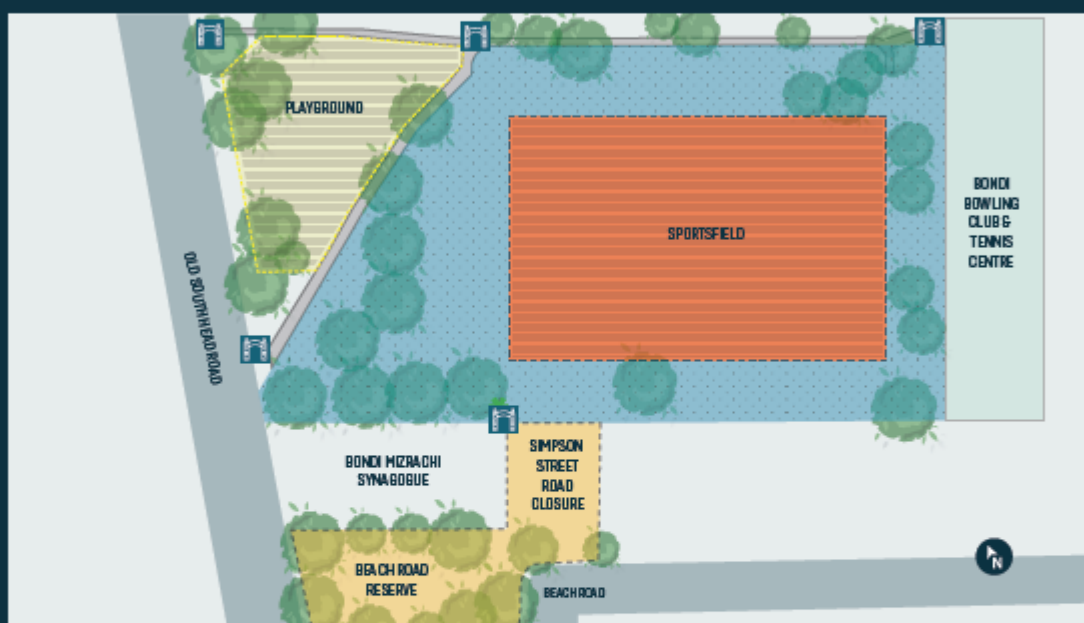 PLAYGROUND
SPORTSFIELD
BONDI
BOWLING
CLUB &
TENNIS
CENTRE
OLD SOUTH HEAD ROAD
BONDI MIZRACHI
SYNAGOGUE
SIMPSON
STREET
ROAD
CLOSURE
BEACH ROAD
RESERVE
BEACH ROAD
N